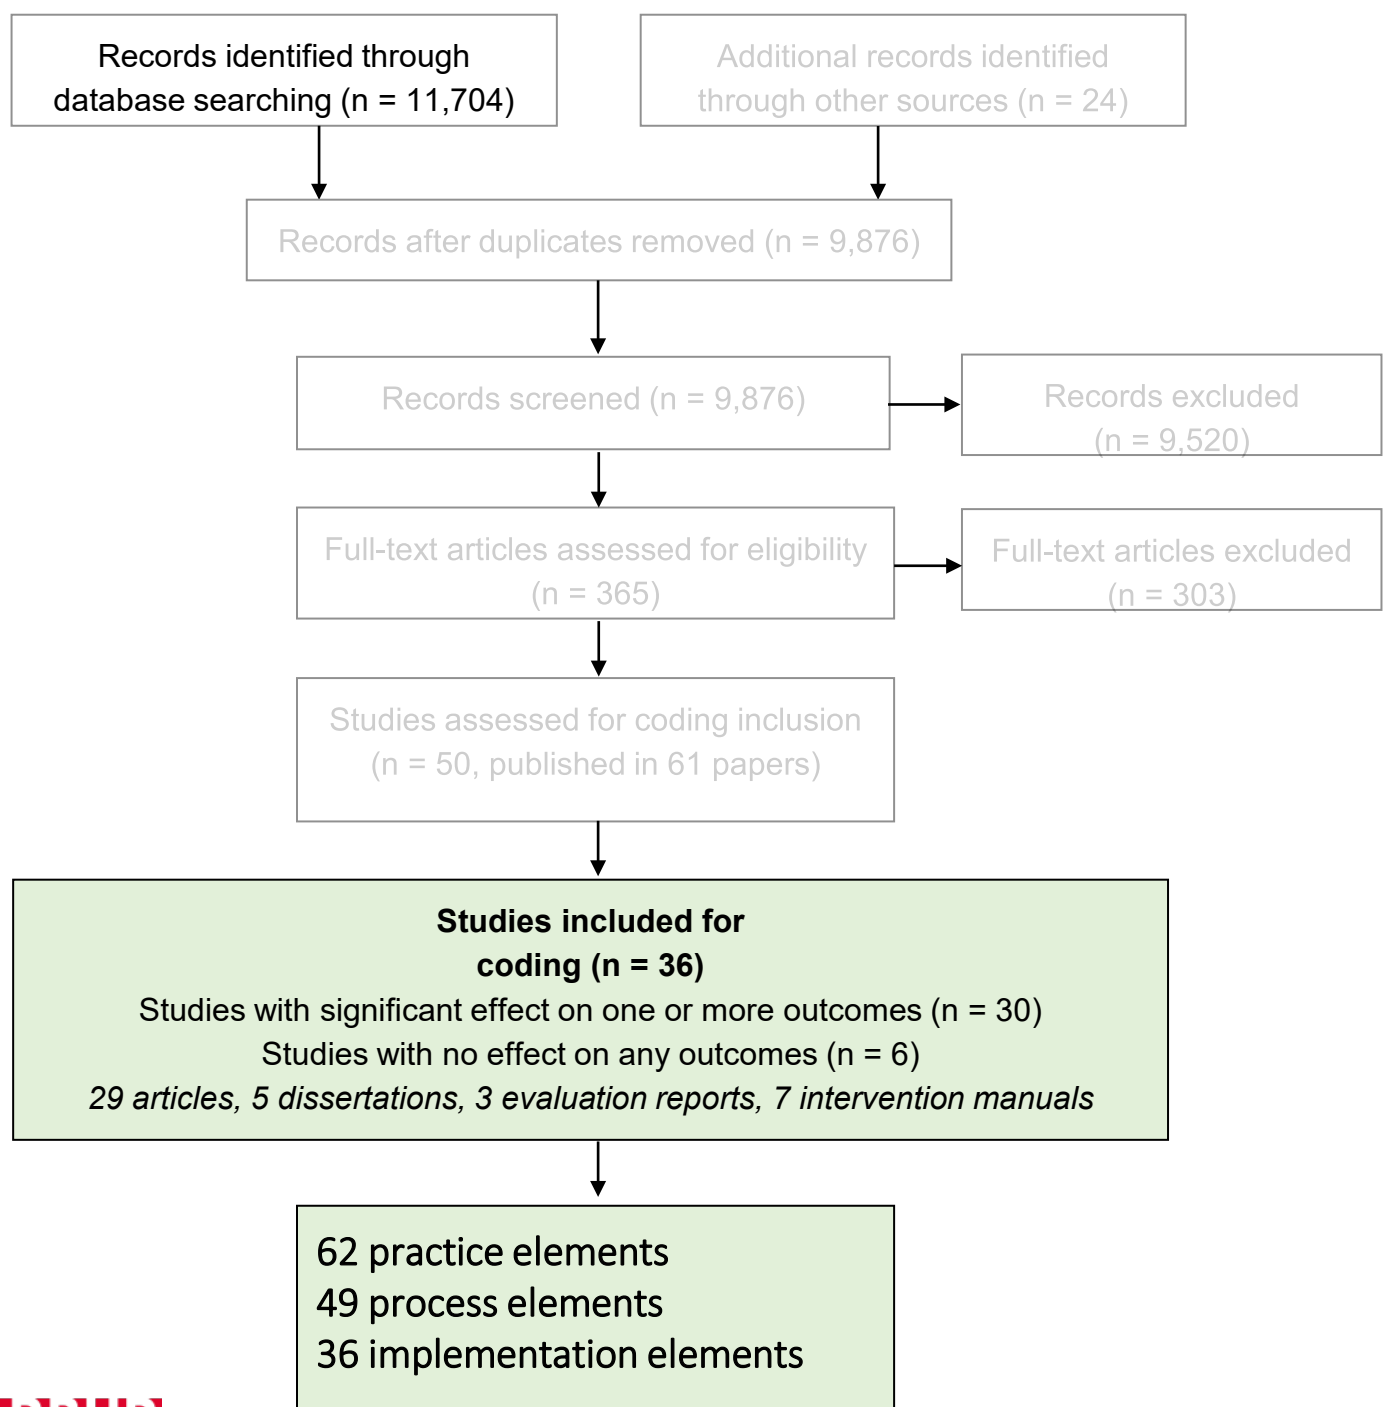 Records identified through
database searching (n = 11,704)
Additional records identified
through other sources (n = 24)
Records after duplicates removed (n = 9,876)
Records screened (n = 9,876)
Records excluded
(n = 9,520)
Full-text articles assessed for eligibility
(n = 365)
Full-text articles excluded
(n = 303)
Studies assessed for coding inclusion
(n = 50, published in 61 papers)
Studies included for
coding (n = 36)
Studies with significant effect on one or more outcomes (n = 30)
Studies with no effect on any outcomes (n = 6)
29 articles, 5 dissertations, 3 evaluation reports, 7 intervention manuals
62 practice elements
49 process elements
36 implementation elements